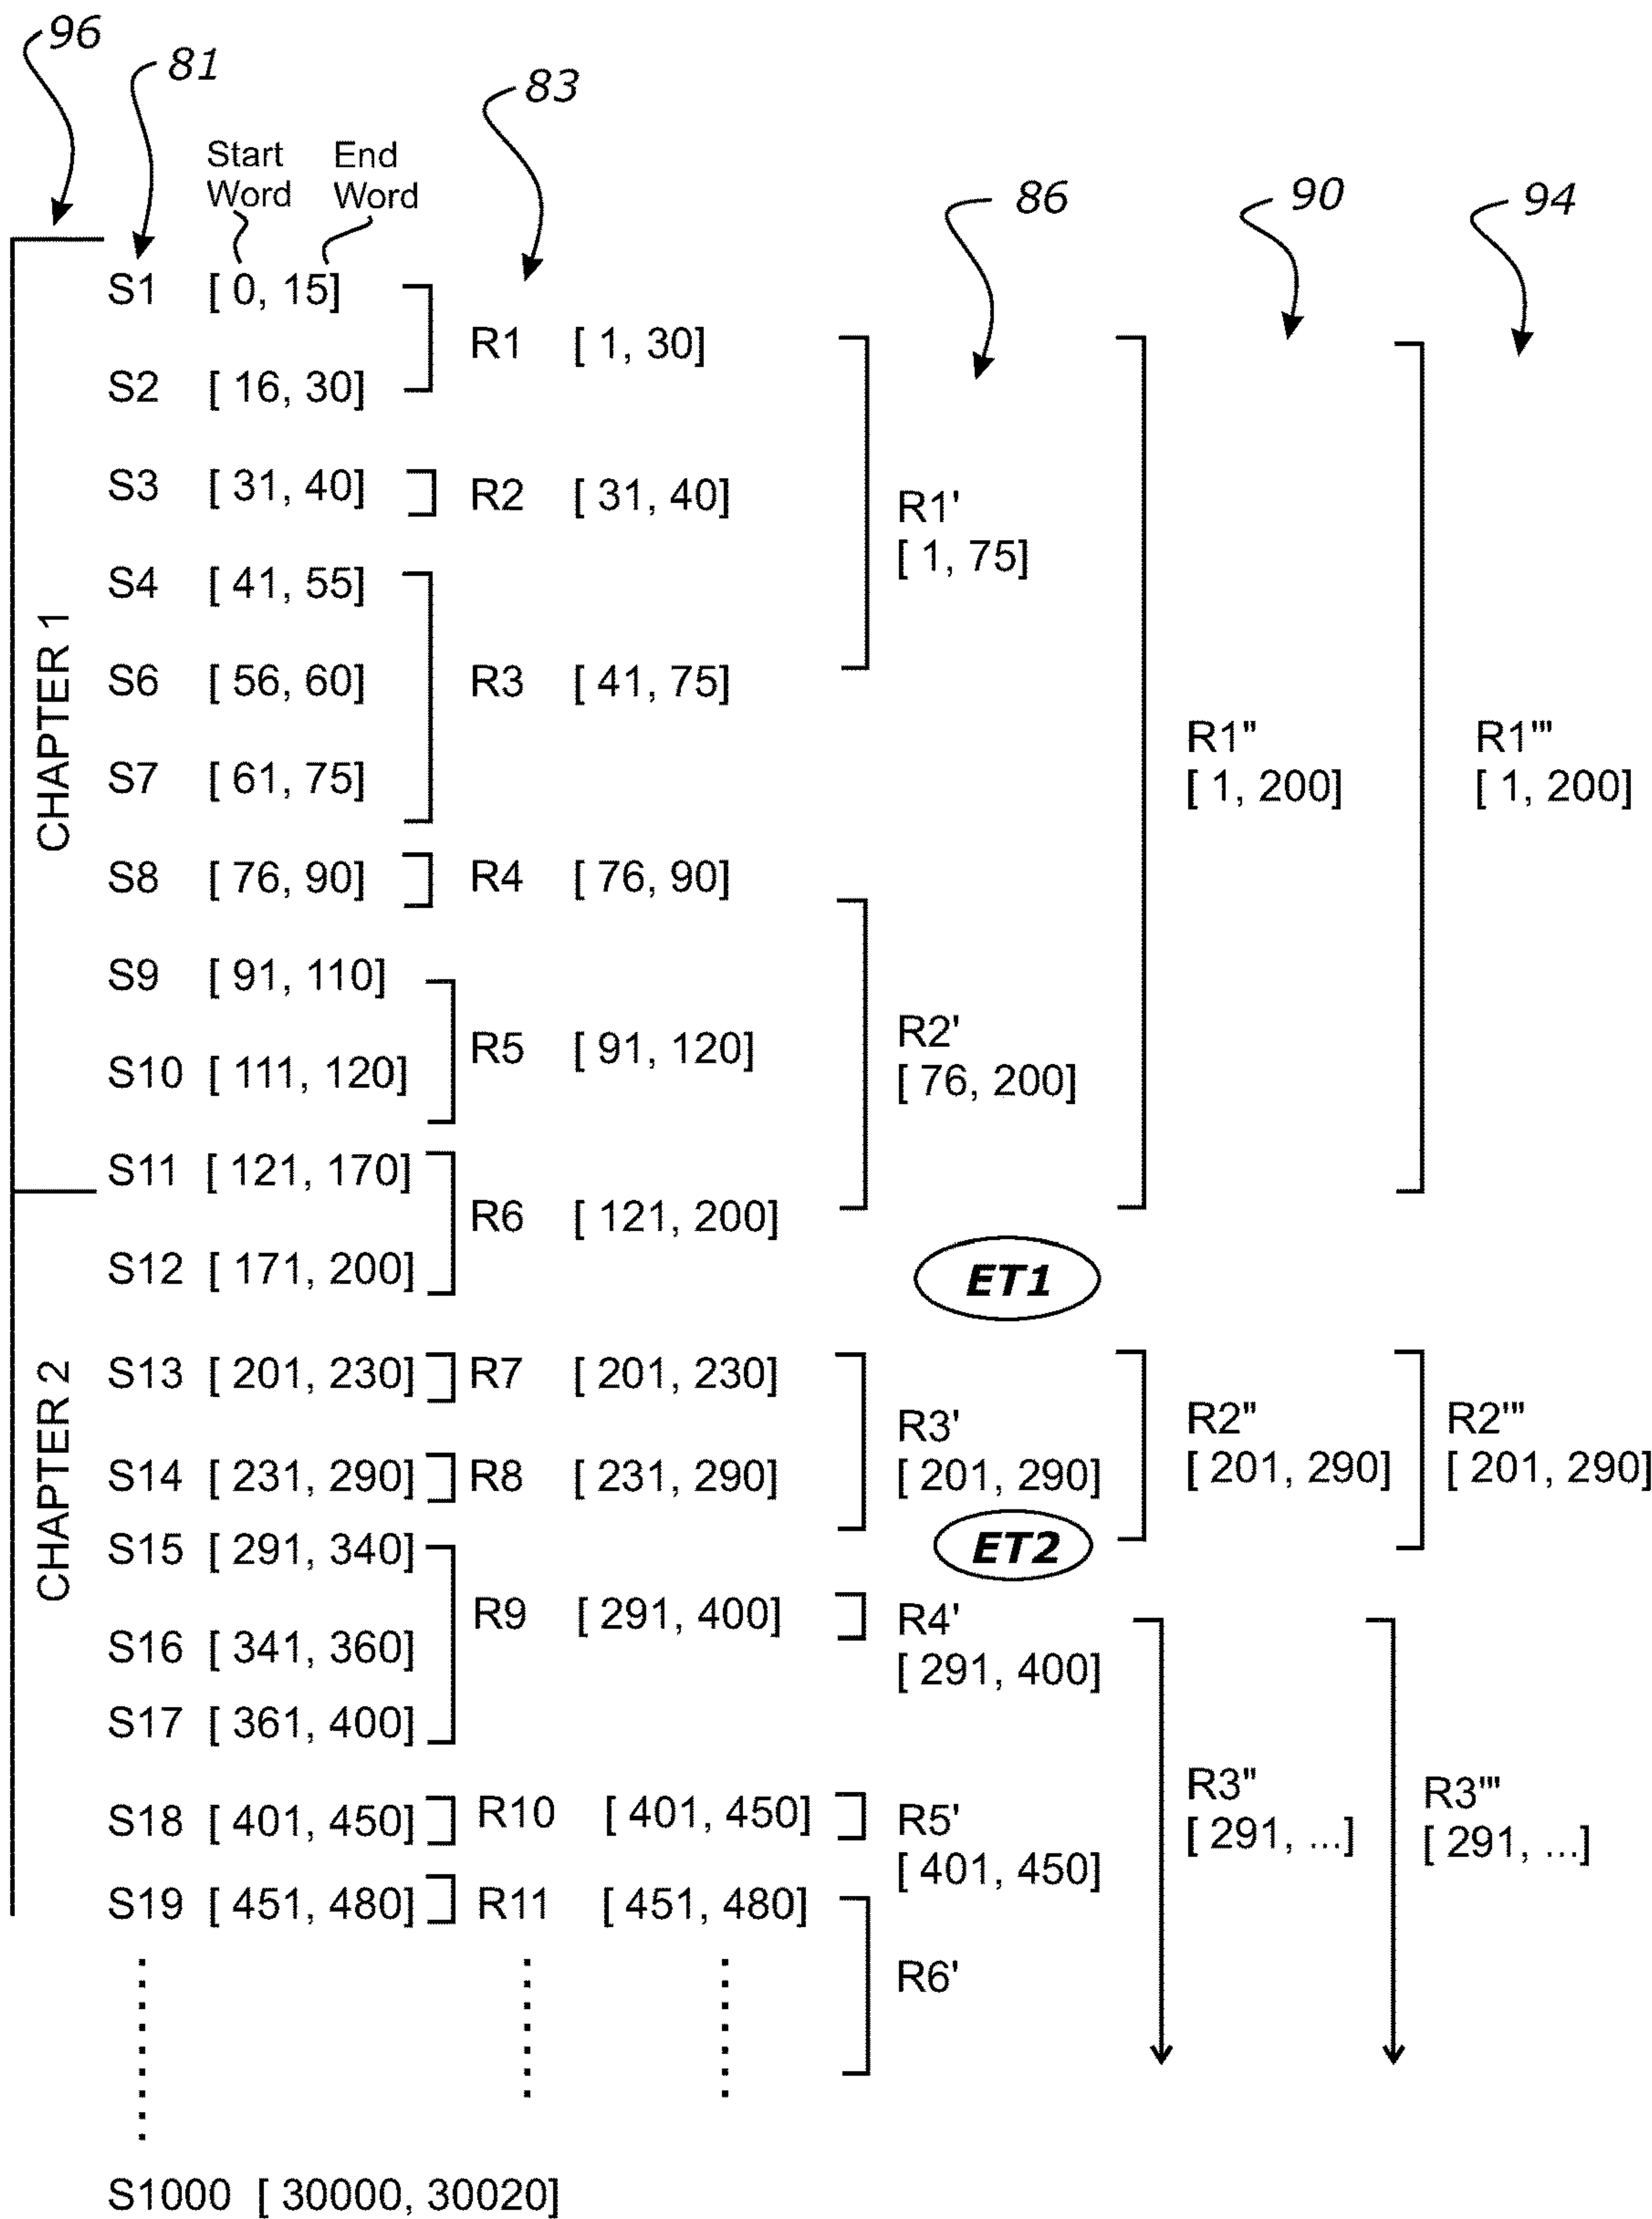 96
81
83
Start Word
End Word
86
90
94
S1 [ 0, 15]
R1 [ 1, 30]
S2 [ 16, 30]
S3 [ 31, 40]
R2 [ 31, 40]
R1'
[ 1, 75]
S4 [ 41, 55]
CHAPTER 1
S6 [ 56, 60]
R3 [ 41, 75]
R1"
[ 1, 200]
R1'''
[ 1, 200]
S7 [ 61, 75]
S8 [ 76, 90]
R4 [ 76, 90]
S9 [ 91, 110]
R5 [ 91, 120]
R2'
[ 76, 200]
S10 [ 111, 120]
S11 [ 121, 170]
R6 [ 121, 200]
S12 [ 171, 200]
ET1
CHAPTER 2
S13 [ 201, 230]
R7 [ 201, 230]
R3'
[ 201, 290]
R2"
[ 201, 290]
R2'''
[ 201, 290]
S14 [ 231, 290]
R8 [ 231, 290]
ET2
S15 [ 291, 340]
R9 [ 291, 400]
R4'
[ 291, 400]
S16 [ 341, 360]
S17 [ 361, 400]
R3"
[ 291, ...]
R3'''
[ 291, ...]
S18 [ 401, 450]
R10 [ 401, 450]
R5'
[ 401, 450]
S19 [ 451, 480]
R11 [ 451, 480]
R6'
S1000 [ 30000, 30020]